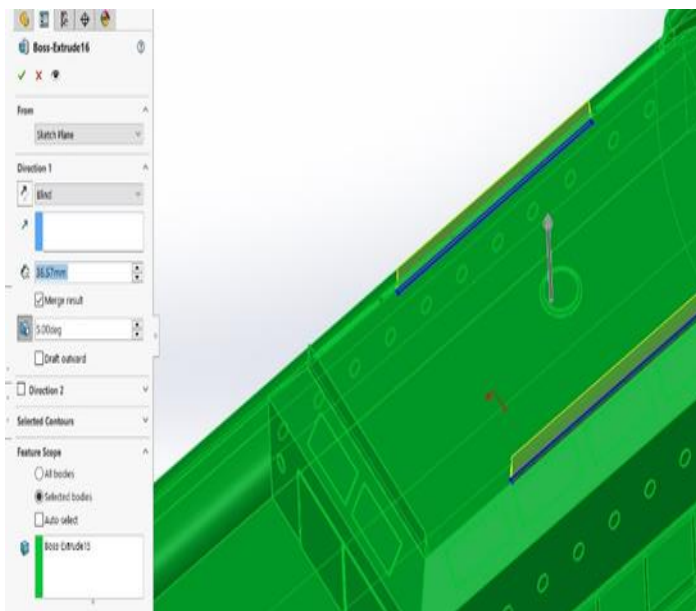 Boss-Extrude16
From
Sketch Plane
Direction 1
Blind
36.57mm
Merge result
5.00deg
Draft outward
Direction 2
Selected Contours
Feature Scope
All bodies
Selected bodies
Auto select
Boss-Extrude15